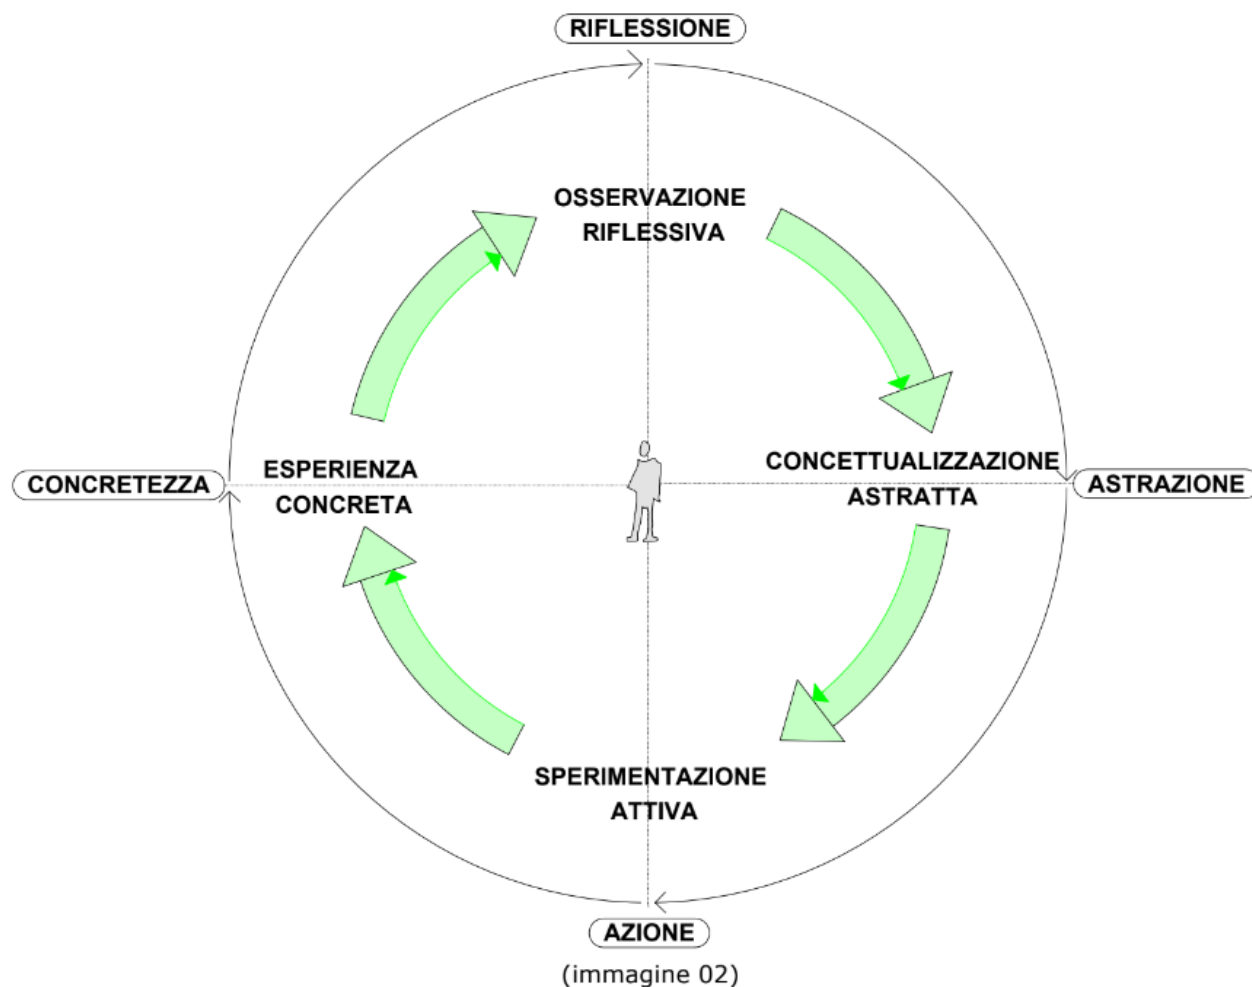 RIFLESSIONE
OSSERVAZIONE
RIFLESSIVA
CONCRETEZZA
ESPERIENZA
CONCRETA
CONCETTUALIZZAZIONE
ASTRATTA
ASTRAZIONE
SPERIMENTAZIONE
ATTIVA
AZIONE
(immagine 02)